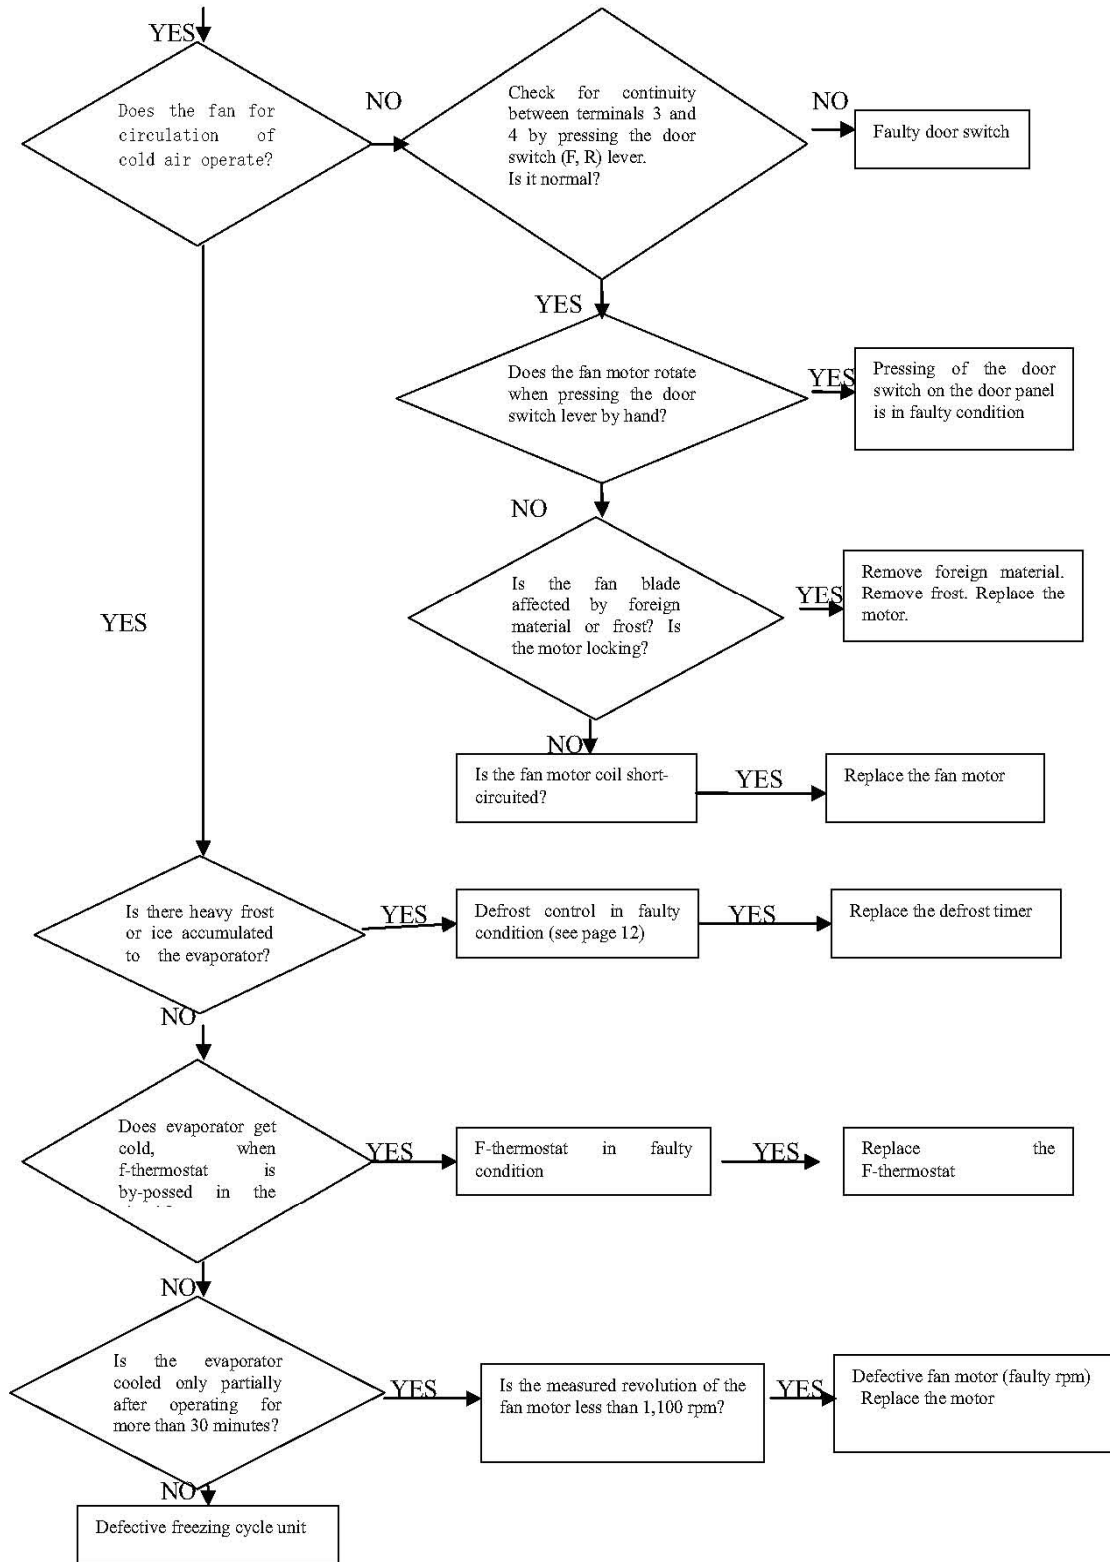 YES
Does the fan for
circulation of
cold air operate?
NO
Check for continuity
between terminals 3 and
4 by pressing the door
switch (F, R) lever.
Is it normal?
NO
Faulty door switch
YES
Does the fan motor rotate
when pressing the door
switch lever by hand?
YES
Pressing of the door
switch on the door panel
is in faulty condition
NO
Is the fan blade
affected by foreign
material or frost? Is
the motor locking?
YES
Remove foreign material.
Remove frost. Replace the
motor.
YES
NO
Is the fan motor coil short-
circuited?
YES
Replace the fan motor
Is there heavy frost
or ice accumulated
to the evaporator?
YES
Defrost control in faulty
condition (see page 12)
YES
Replace the defrost timer
NO
Does evaporator get
cold, when
f-thermostat is
by-possed in the
YES
F-thermostat in faulty
condition
YES
Replace the
F-thermostat
NO
Is the evaporator
cooled only partially
after operating for
more than 30 minutes?
YES
Is the measured revolution of the
fan motor less than 1,100 rpm?
YES
Defective fan motor (faulty rpm)
Replace the motor
NO
Defective freezing cycle unit